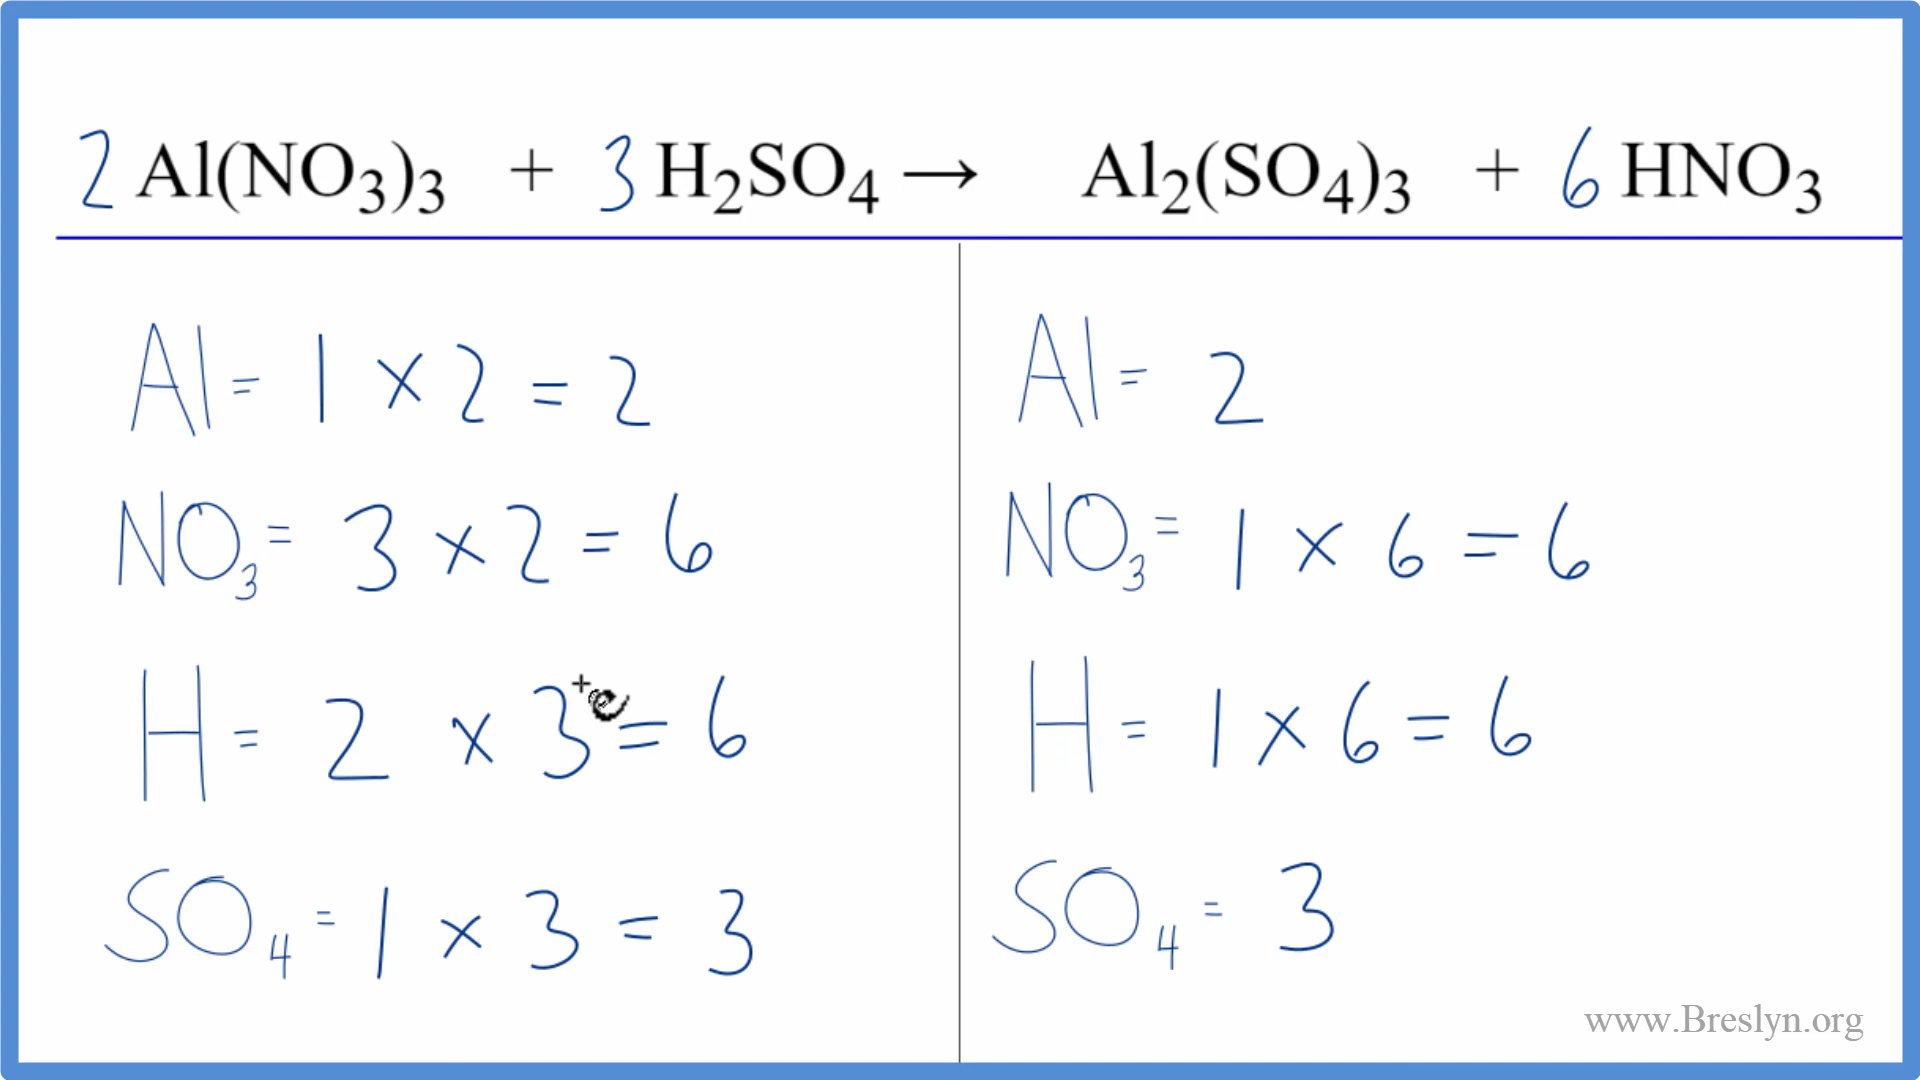 2 Al(NO₃)₃ + 3 H₂SO₄ → Al₂(SO₄)₃ + 6 HNO₃
Al = 1 × 2 = 2
NO₃ = 3 × 2 = 6
H = 2 × 3 = 6
SO₄ = 1 × 3 = 3
Al = 2
NO₃ = 1 × 6 = 6
H = 1 × 6 = 6
SO₄ = 3
www.Breslyn.org